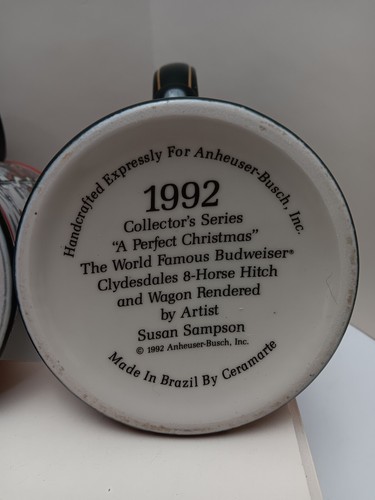 Handcrafted Expressly For Anheuser-Busch, Inc.
1992
Collector's Series
"A Perfect Christmas"
The World Famous Budweiser®
Clydesdales 8-Horse Hitch
and Wagon Rendered
by Artist
Susan Sampson
© 1992 Anheuser-Busch, Inc.
Made In Brazil By Ceramarte